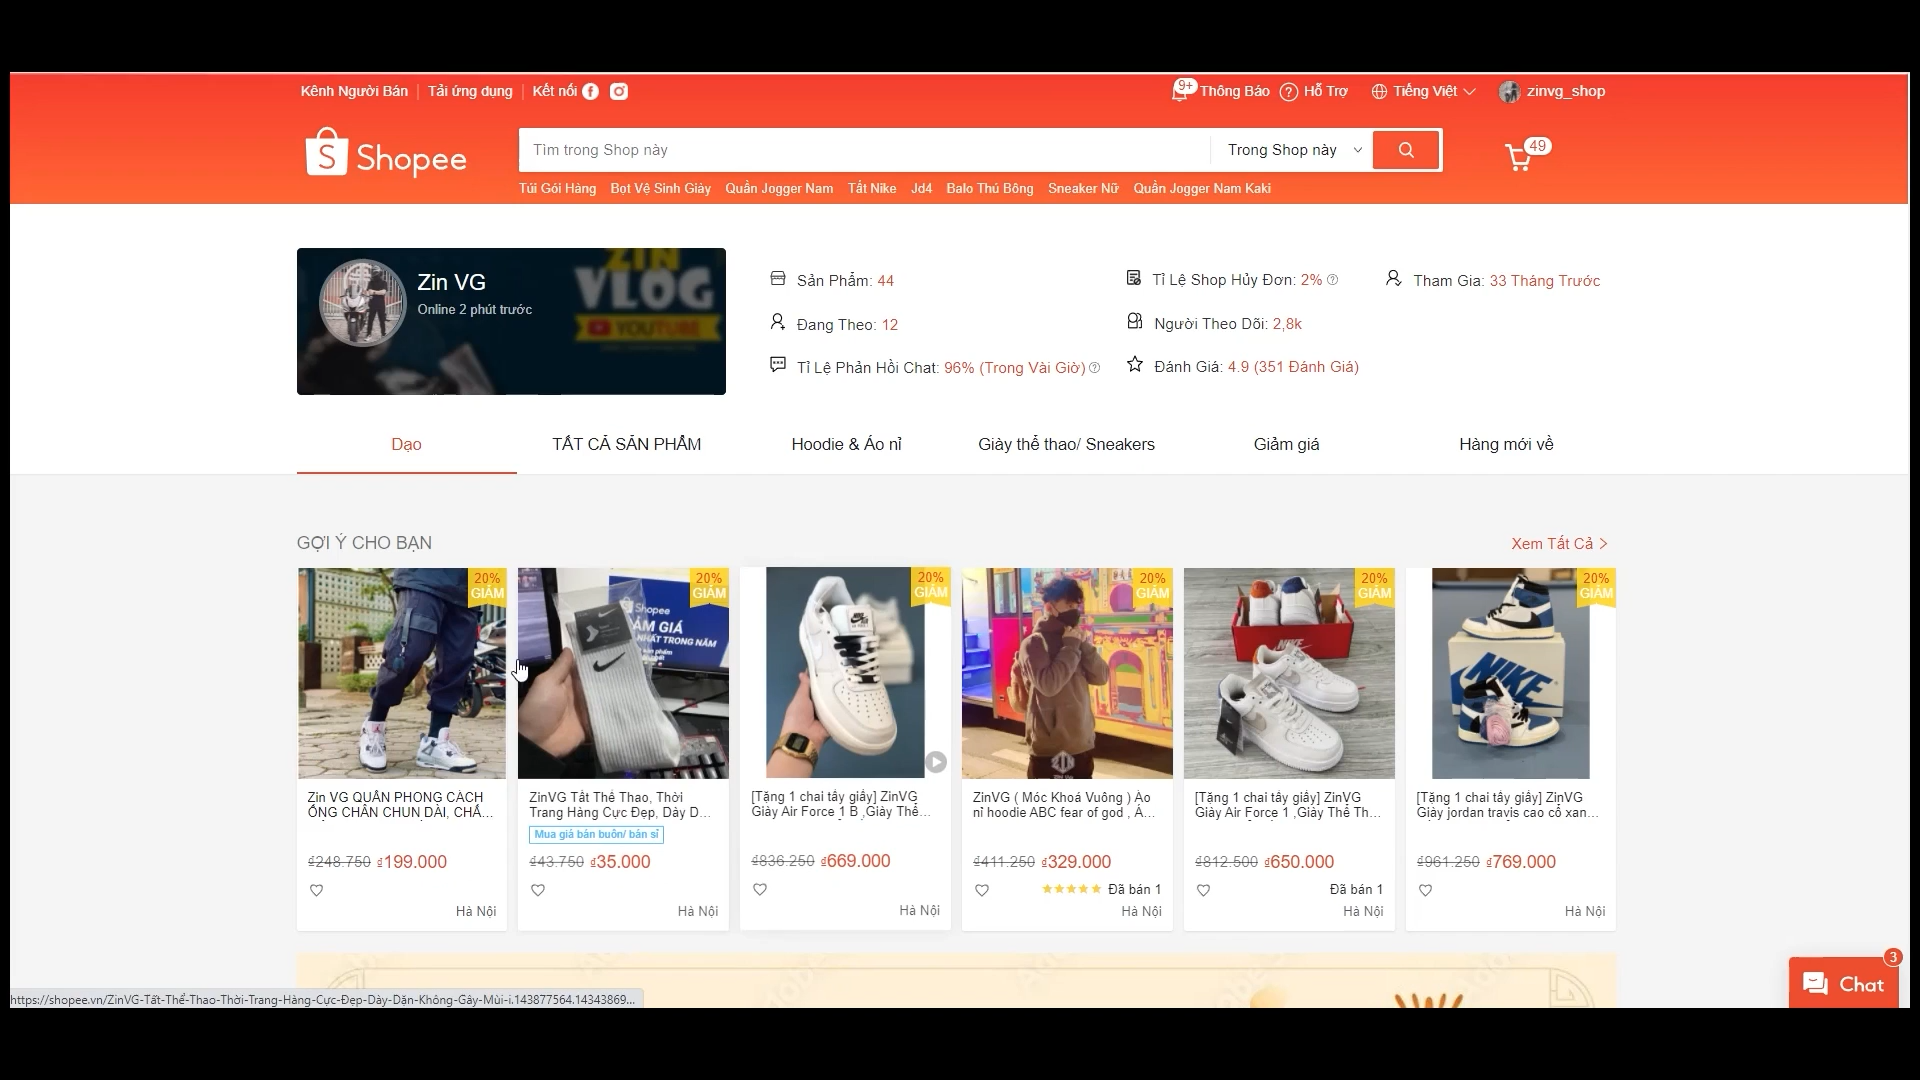 Kênh Người Bán
Tải ứng dụng
Kết nối
9+
Thông Báo
Hỗ Trợ
Tiếng Việt
zinvg_shop
Shopee
Tìm trong Shop này
Trong Shop này
49
Túi Gói Hàng
Bọt Vệ Sinh Giày
Quần Jogger Nam
Tất Nike
Jd4
Balo Thú Bông
Sneaker Nữ
Quần Jogger Nam Kaki
Zin VG
Online 2 phút trước
ZIN
VLOG
YOUTUBE
Sản Phẩm: 44
Tỉ Lệ Shop Hủy Đơn: 2%
Tham Gia: 33 Tháng Trước
Đang Theo: 12
Người Theo Dõi: 2,8k
Tỉ Lệ Phản Hồi Chat: 96% (Trong Vài Giờ)
Đánh Giá: 4.9 (351 Đánh Giá)
Dạo
TẤT CẢ SẢN PHẨM
Hoodie & Áo nỉ
Giày thể thao/ Sneakers
Giảm giá
Hàng mới về
GỢI Ý CHO BẠN
Xem Tất Cả >
20%
GIẢM
Zin VG QUẦN PHONG CÁCH
ỐNG CHÂN CHUN DÀI, CHẤ...
₫248.750 ₫199.000
Hà Nội
20%
GIẢM
Shopee
ẢM GIÁ
NHẤT TRONG NĂM
ZinVG Tất Thể Thao, Thời
Trang Hàng Cực Đẹp, Dày D...
Mua giá bán buôn/ bán sỉ
₫43.750 ₫35.000
Hà Nội
20%
GIẢM
[Tặng 1 chai tẩy giầy] ZinVG
Giày Air Force 1 B ,Giày Thể...
₫836.250 ₫669.000
Hà Nội
20%
GIẢM
ZinVG ( Móc Khoá Vuông ) Áo
nỉ hoodie ABC fear of god , Á...
₫411.250 ₫329.000
Đã bán 1
Hà Nội
20%
GIẢM
NIKE
[Tặng 1 chai tẩy giầy] ZinVG
Giày Air Force 1 ,Giày Thể Th...
₫812.500 ₫650.000
Đã bán 1
Hà Nội
20%
GIẢM
NIKE
[Tặng 1 chai tẩy giầy] ZinVG
Giày jordan travis cao cổ xan...
₫961.250 ₫769.000
Hà Nội
3
Chat
https://shopee.vn/ZinVG-Tất-Thể-Thao-Thời-Trang-Hàng-Cực-Đẹp-Dày-Dặn-Không-Gây-Mùi-i.143877564.14343869...